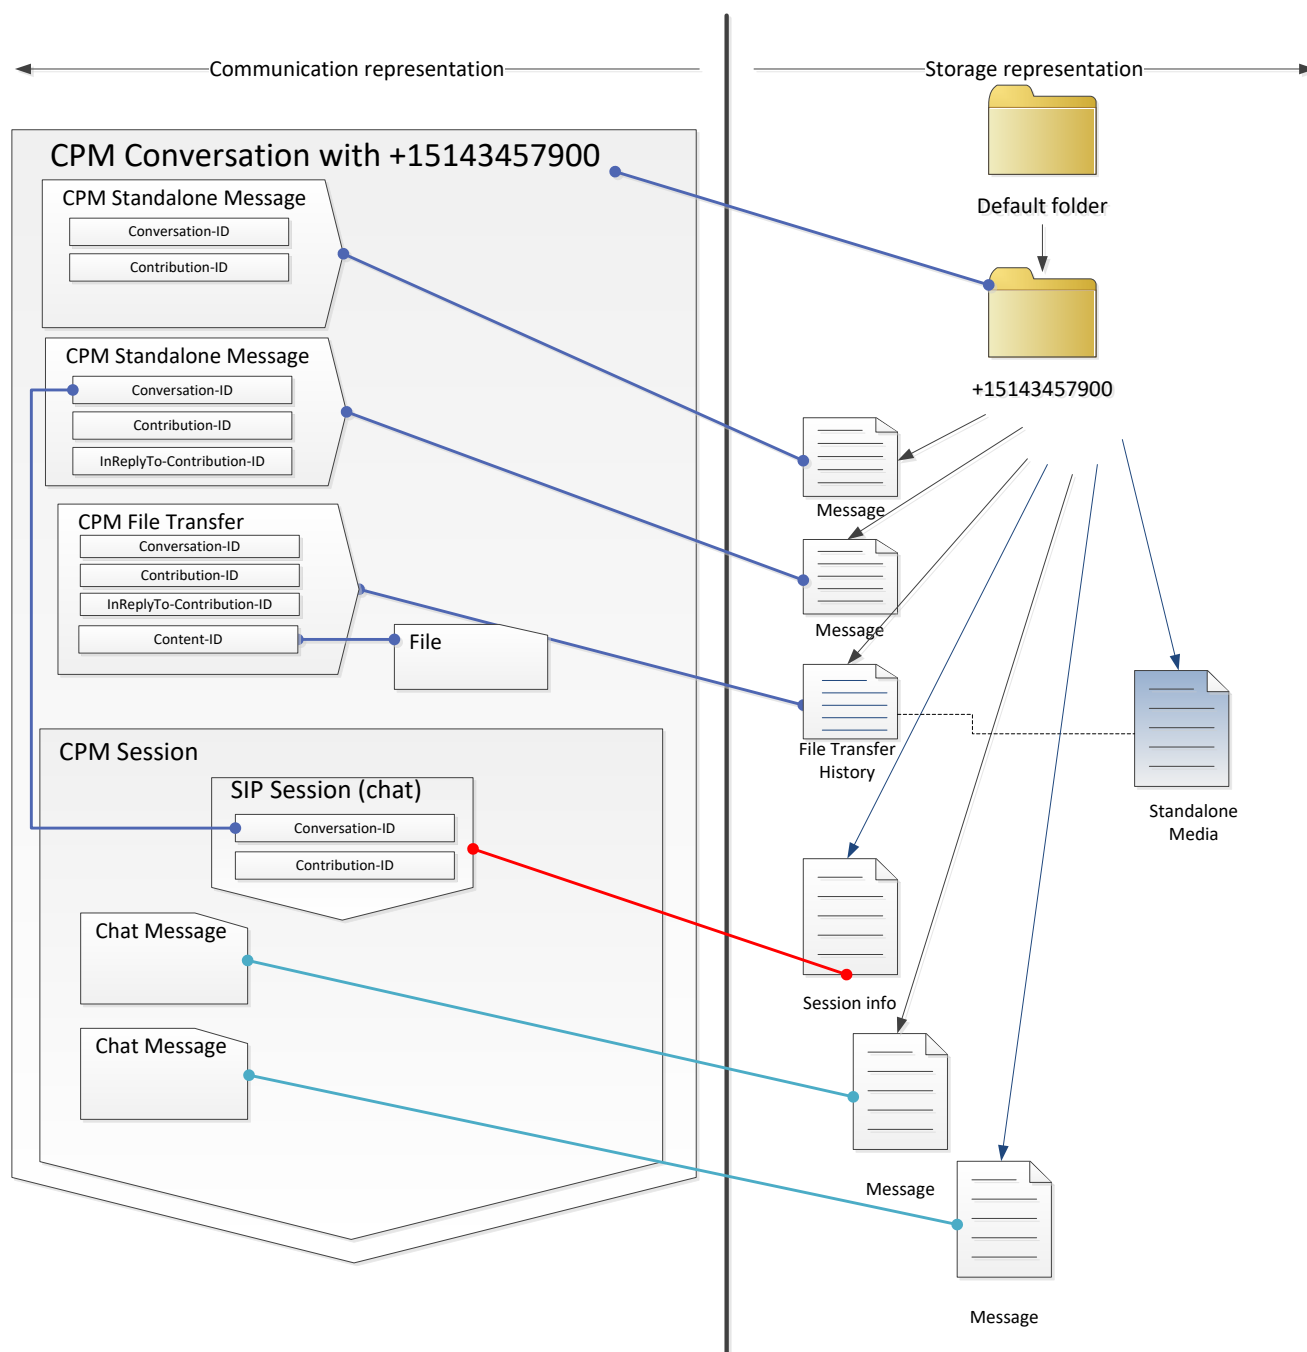 Communication representation
Storage representation
CPM Conversation with +15143457900
CPM Standalone Message
Conversation-ID
Contribution-ID
CPM Standalone Message
Conversation-ID
Contribution-ID
InReplyTo-Contribution-ID
CPM File Transfer
Conversation-ID
Contribution-ID
InReplyTo-Contribution-ID
Content-ID
File
CPM Session
SIP Session (chat)
Conversation-ID
Contribution-ID
Chat Message
Chat Message
Default folder
+15143457900
Message
Message
File Transfer
History
Standalone
Media
Session info
Message
Message